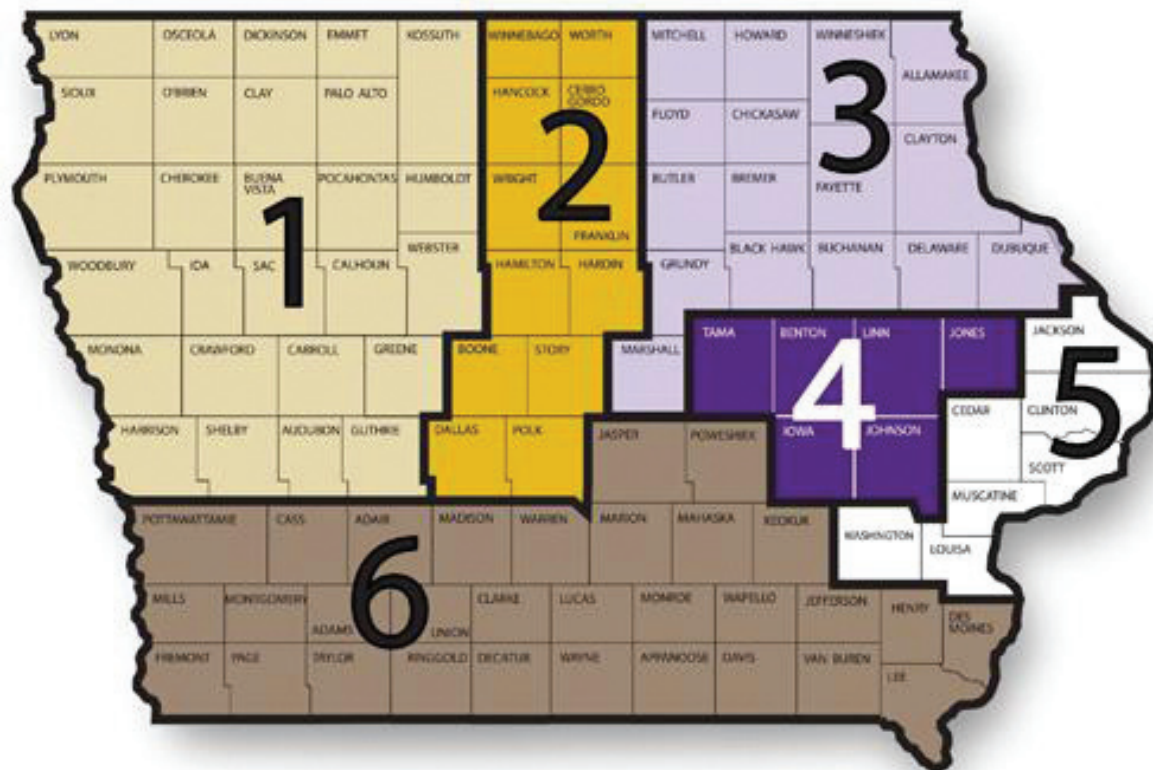 LYON OSCEOLA DICKINSON EMMET KOSSUTH WINNEBAGO WORTH MITCHELL HOWARD WINNESHIEK
ALLAMAKEE
SIOUX O'BRIEN CLAY PALO ALTO HANCOCK CERRO
GORDO
FLOYD CHICKASAW
CLAYTON
2
3
PLYMOUTH CHEROKEE BUENA
VISTA
POCAHONTAS HUMBOLDT WRIGHT BUTLER BREMER FAYETTE
FRANKLIN
1
WEBSTER BLACK HAWK BUCHANAN DELAWARE DUBUQUE
WOODBURY IDA SAC CALHOUN HAMILTON HARDIN GRUNDY
TAMA BENTON LINN JONES JACKSON
MONONA CRAWFORD CARROLL GREENE BOONE STORY MARSHALL
4
5
CEDAR CLINTON
HARRISON SHELBY AUDUBON GUTHRIE DALLAS POLK JASPER POWESHIEK IOWA JOHNSON
SCOTT
MUSCATINE
POTTAWATTAMIE CASS ADAIR MADISON WARREN MARION MAHASKA KEOKUK WASHINGTON
LOUISA
6
MILLS MONTGOMERY CLARKE LUCAS MONROE WAPELLO JEFFERSON HENRY DES
MOINES
ADAMS UNION
FREMONT PAGE TAYLOR RINGGOLD DECATUR WAYNE APPANOOSE DAVIS VAN BUREN
LEE